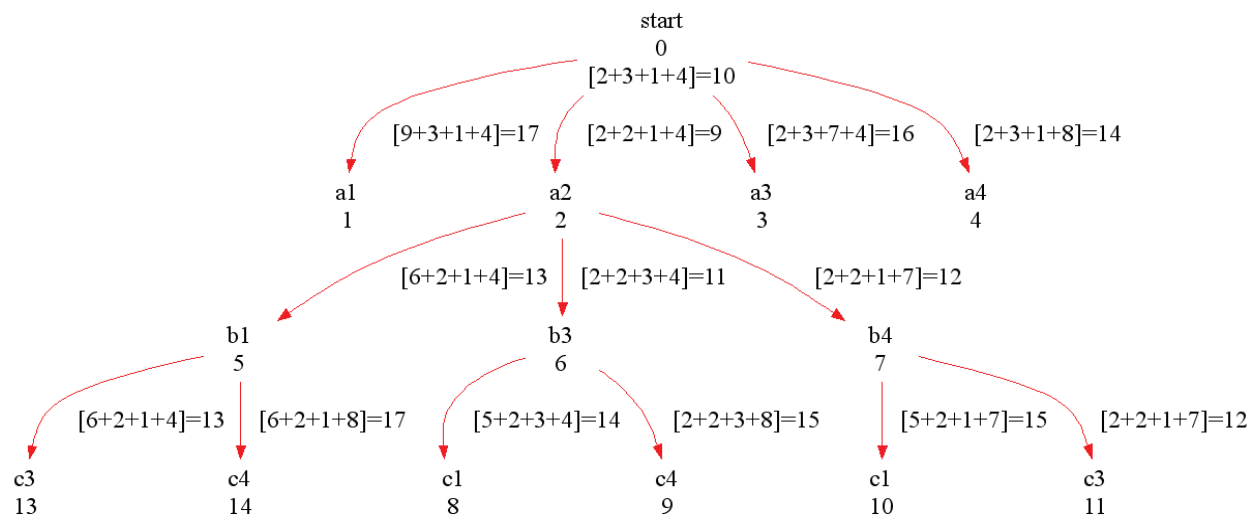 start
0
[2+3+1+4]=10
[9+3+1+4]=17 [2+2+1+4]=9 [2+3+7+4]=16 [2+3+1+8]=14
a1 a2 a3 a4
1 2 3 4
[6+2+1+4]=13 [2+2+3+4]=11 [2+2+1+7]=12
b1 b3 b4
5 6 7
[6+2+1+4]=13 [6+2+1+8]=17 [5+2+3+4]=14 [2+2+3+8]=15 [5+2+1+7]=15 [2+2+1+7]=12
c3 c4 c1 c4 c1 c3
13 14 8 9 10 11